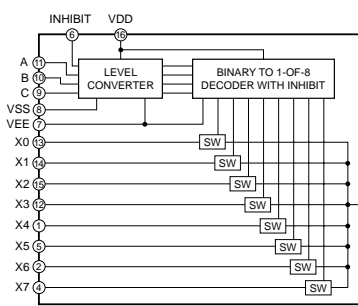 INHIBIT VDD
6 16
A 11
B 10
C 9
VSS 8
VEE 7
LEVEL
CONVERTER
BINARY TO 1-OF-8
DECODER WITH INHIBIT
X0 13 SW
X1 14 SW
X2 15 SW
X3 12 SW
X4 1 SW
X5 5 SW
X6 2 SW
X7 4 SW